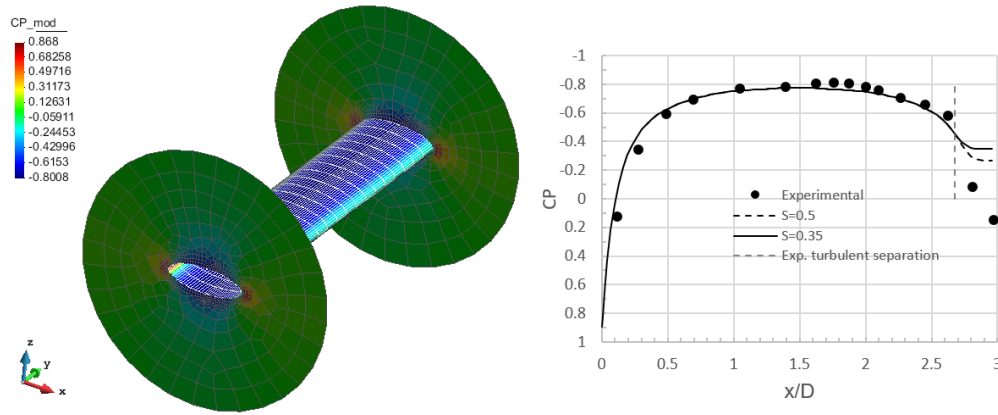 CP_mod
0.868
0.68258
0.49716
0.31173
0.12631
-0.24453
-0.42996
-0.6153
-0.8008
z
y
x
-1
-0.8
-0.6
-0.4
-0.2
0
0.2
0.4
0.6
0.8
1
CP
Experimental
S=0.5
S=0.35
Exp. turbulent separation
0
0.5
1
1.5
2
2.5
3
x/D